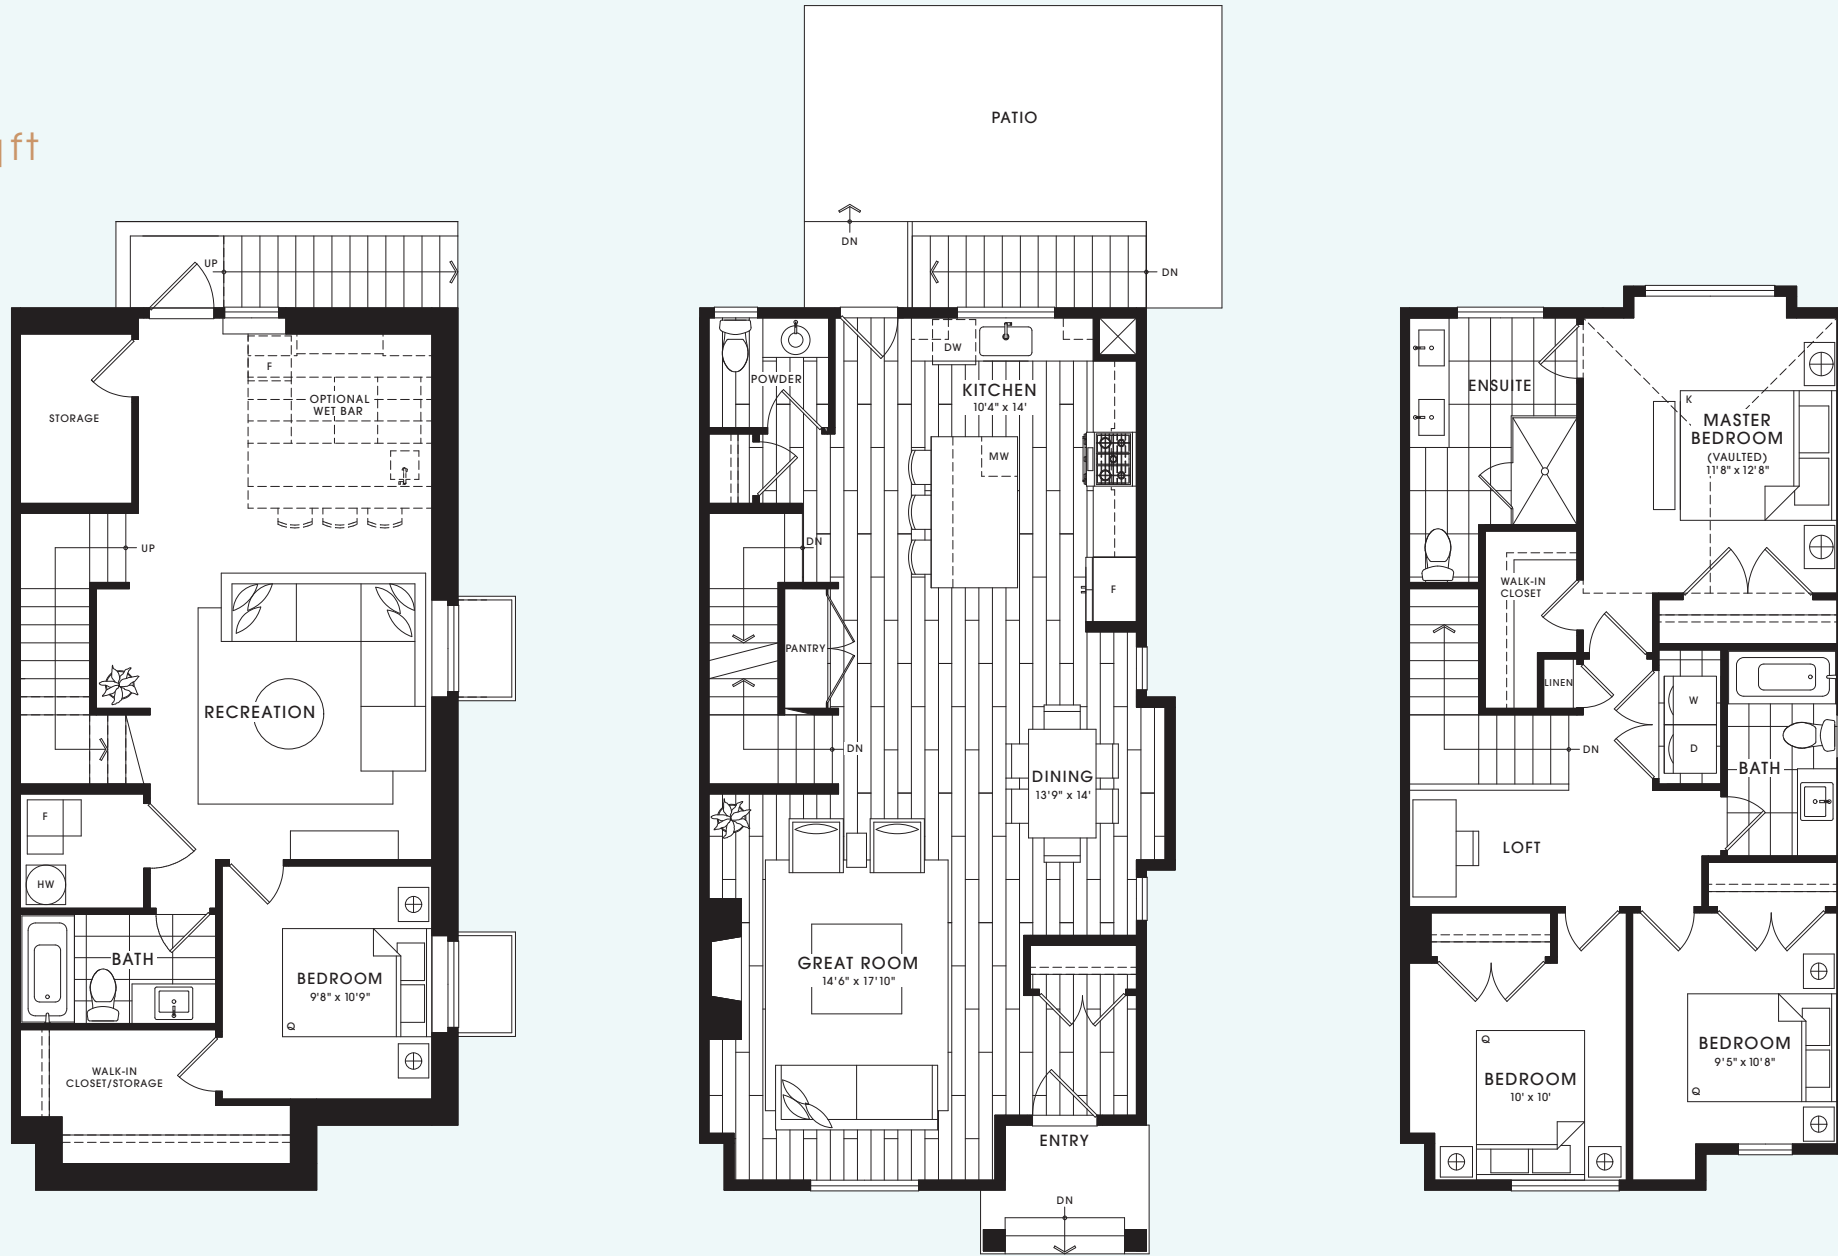 ft
UP
F
OPTIONAL
WET BAR
STORAGE
UP
RECREATION
F
HW
BATH
BEDROOM
9'8" x 10'9"
Q
WALK-IN
CLOSET/STORAGE
PATIO
DN
DN
DW
POWDER
KITCHEN
10'4" x 14'
MW
DN
F
PANTRY
DN
DINING
13'9" x 14'
GREAT ROOM
14'6" x 17'10"
ENTRY
DN
ENSUITE
K
MASTER
BEDROOM
(VAULTED)
11'8" x 12'8"
WALK-IN
CLOSET
LINEN
W
D
DN
BATH
LOFT
BEDROOM
9'5" x 10'8"
Q
Q
BEDROOM
10' x 10'